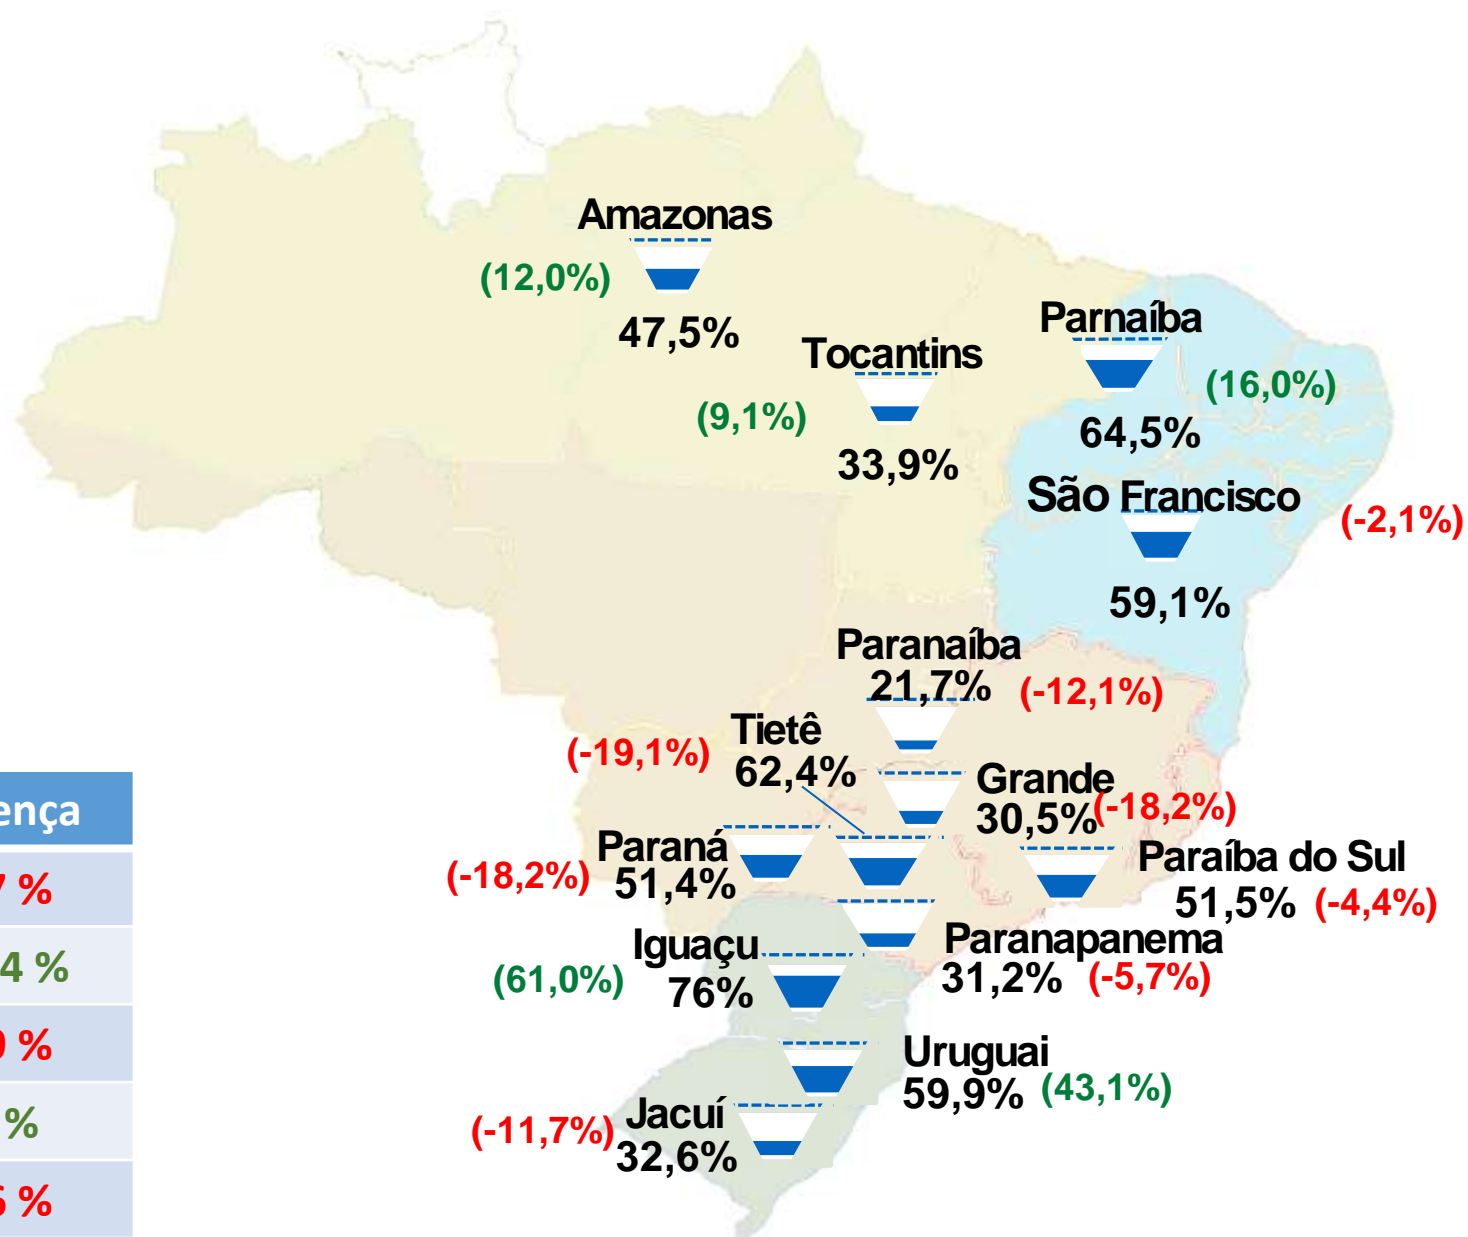 Amazonas
(12,0%)
47,5%
Parnaíba
(16,0%)
64,5%
Tocantins
(9,1%)
33,9%
São Francisco
(-2,1%)
59,1%
Paranaíba
21,7% (-12,1%)
Tietê
(-19,1%)
62,4%
Grande
30,5% (-18,2%)
Paraná
(-18,2%)
51,4%
Paraíba do Sul
51,5% (-4,4%)
Iguaçu
(61,0%)
76%
Paranapanema
31,2% (-5,7%)
Uruguai
59,9% (43,1%)
Jacuí
(-11,7%)
32,6%
ença
7 %
4 %
%
%